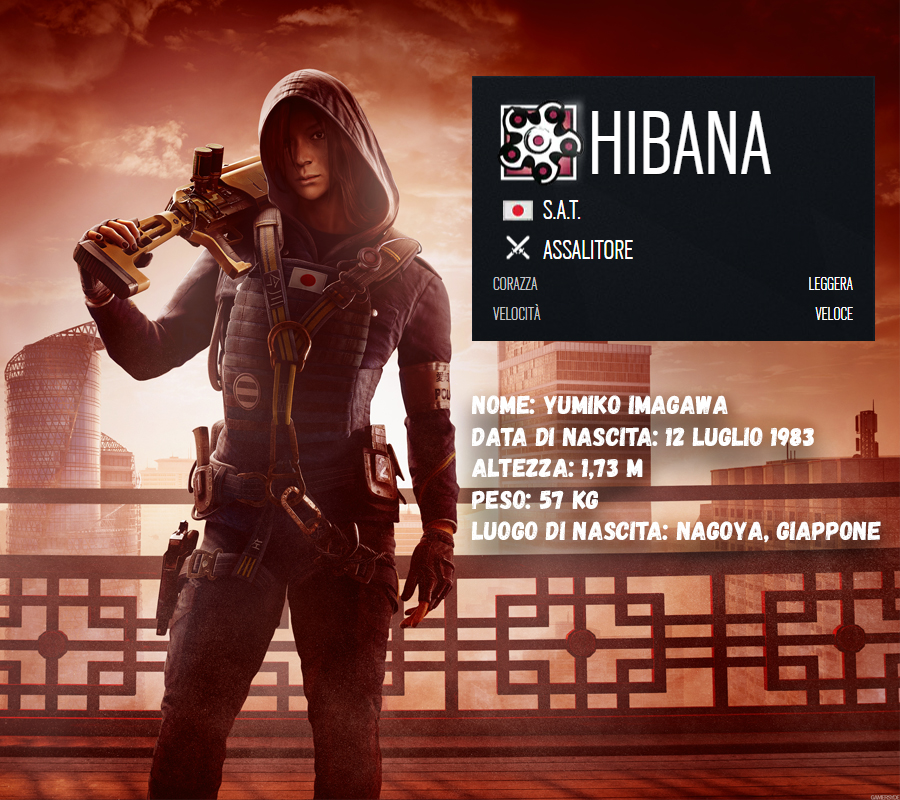 HIBANA
S.A.T.
ASSALITORE
CORAZZA LEGGERA
VELOCITÀ VELOCE
NOME: YUMIKO IMAGAWA
DATA DI NASCITA: 12 LUGLIO 1983
ALTEZZA: 1,73 M
PESO: 57 KG
LUOGO DI NASCITA: NAGOYA, GIAPPONE